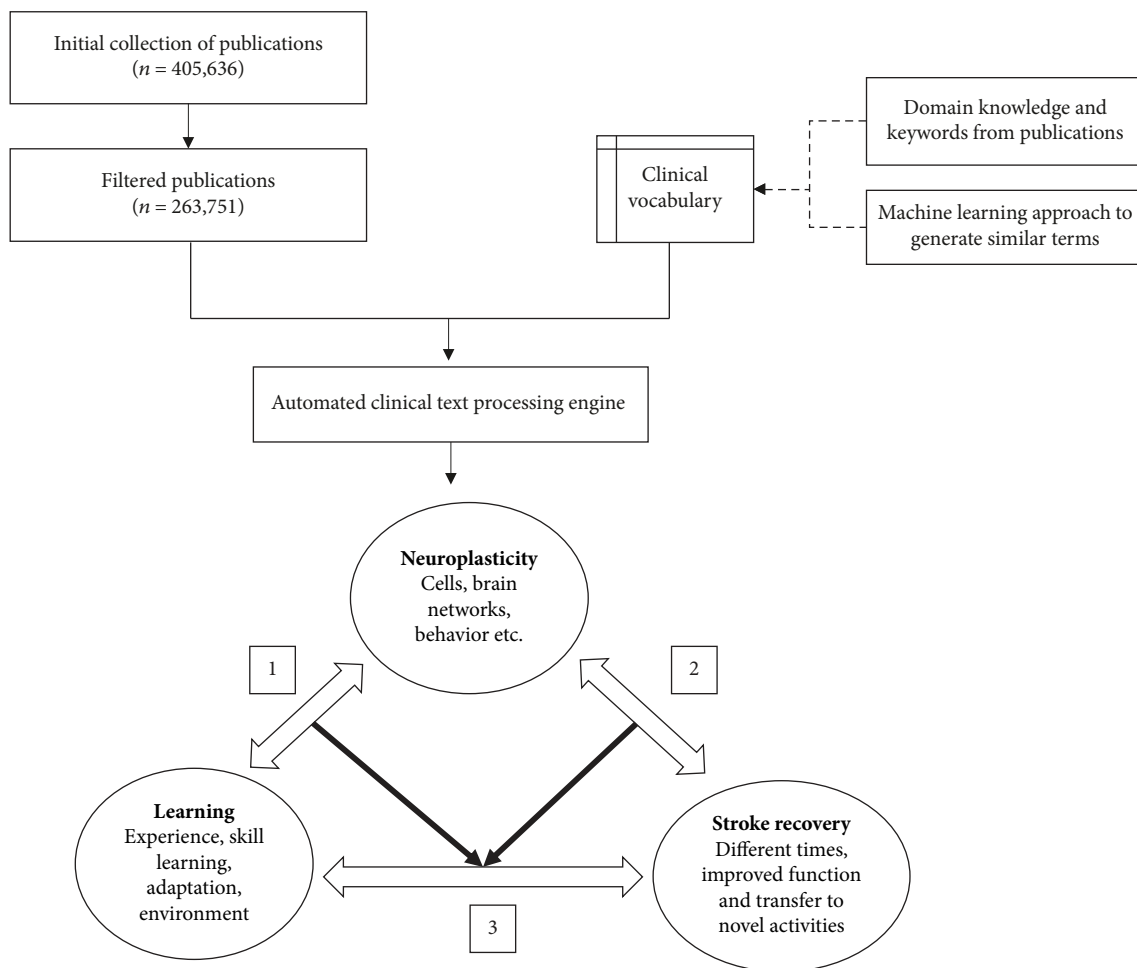 Initial collection of publications
(n = 405,636)
Filtered publications
(n = 263,751)
Clinical
vocabulary
Domain knowledge and
keywords from publications
Machine learning approach to
generate similar terms
Automated clinical text processing engine
Neuroplasticity
Cells, brain
networks,
behavior etc.
1
2
Learning
Experience, skill
learning,
adaptation,
environment
Stroke recovery
Different times,
improved function
and transfer to
novel activities
3